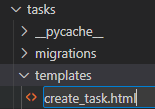 tasks
__pycache__
migrations
templates
create_task.html